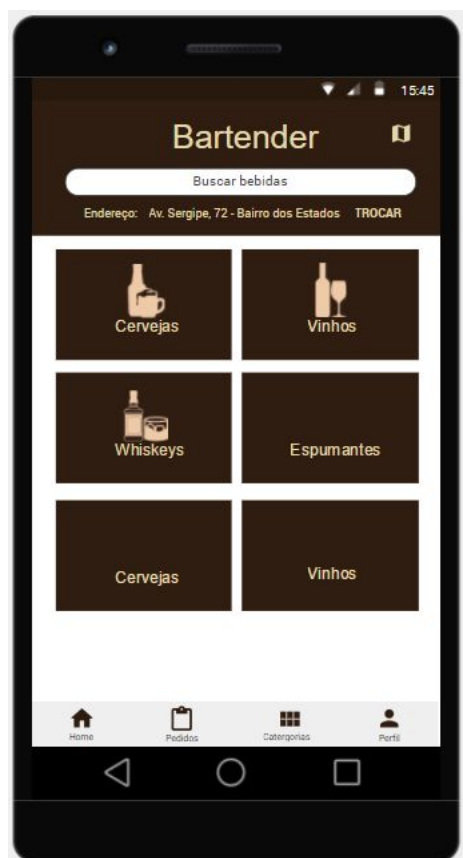 15:45
Bartender
Buscar bebidas
Endereço: Av. Sergipe, 72 - Bairro dos Estados TROCAR
Cervejas Vinhos
Whiskeys Espumantes
Cervejas Vinhos
Home Pedidos Catergorias Perfil